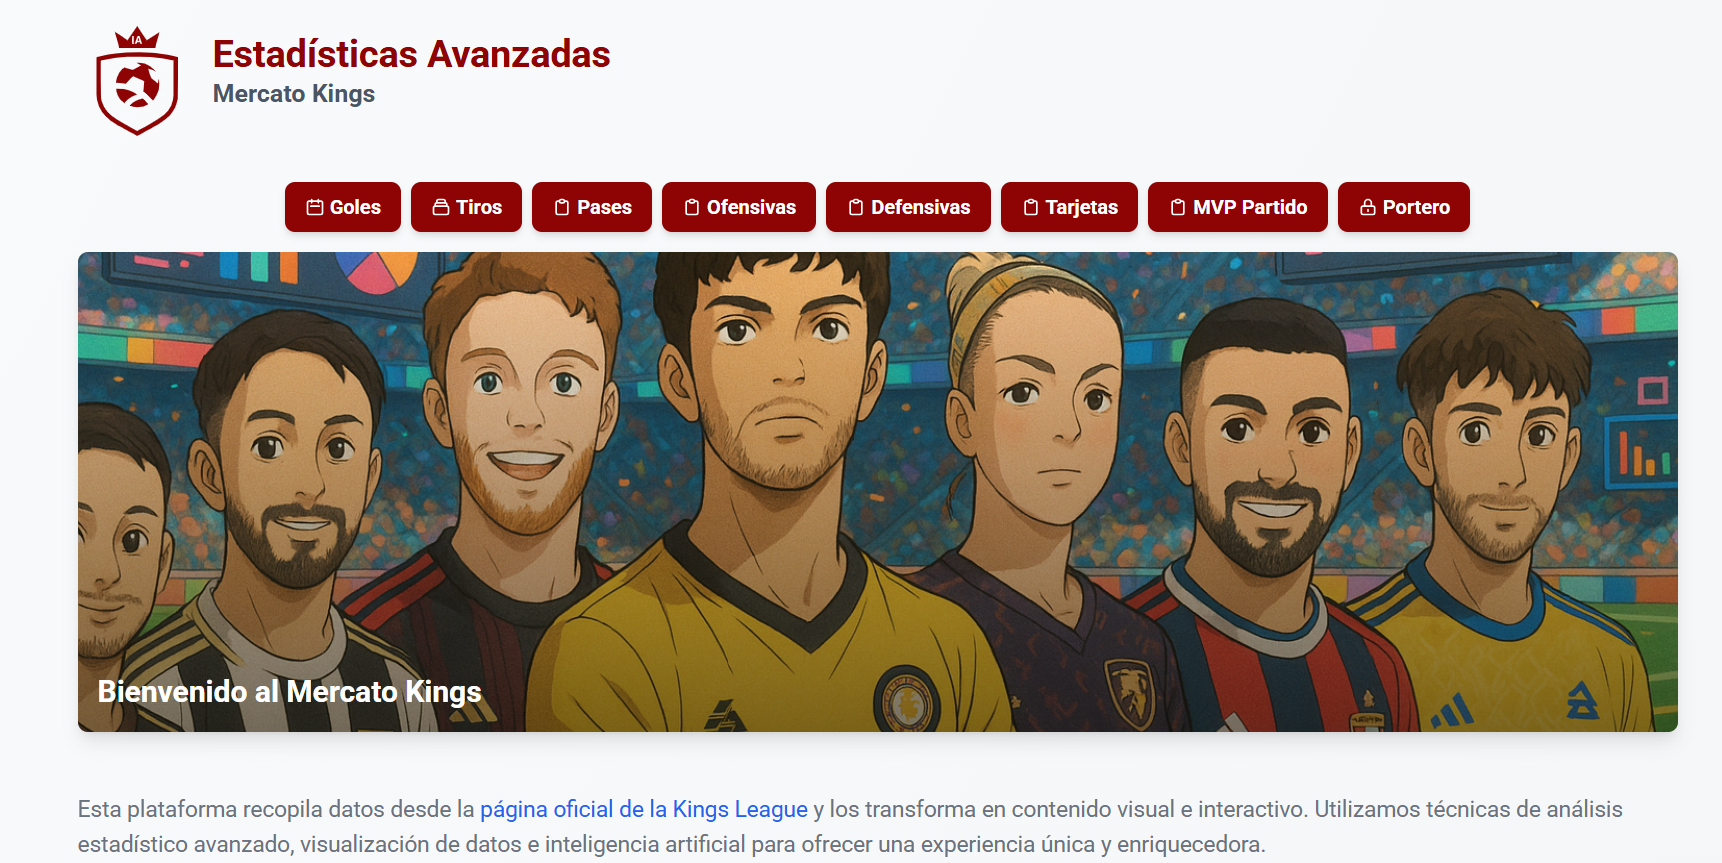 IA
Estadísticas Avanzadas
Mercato Kings
Goles Tiros Pases Ofensivas Defensivas Tarjetas MVP Partido Portero
Bienvenido al Mercato Kings
Esta plataforma recopila datos desde la página oficial de la Kings League y los transforma en contenido visual e interactivo. Utilizamos técnicas de análisis
estadístico avanzado, visualización de datos e inteligencia artificial para ofrecer una experiencia única y enriquecedora.